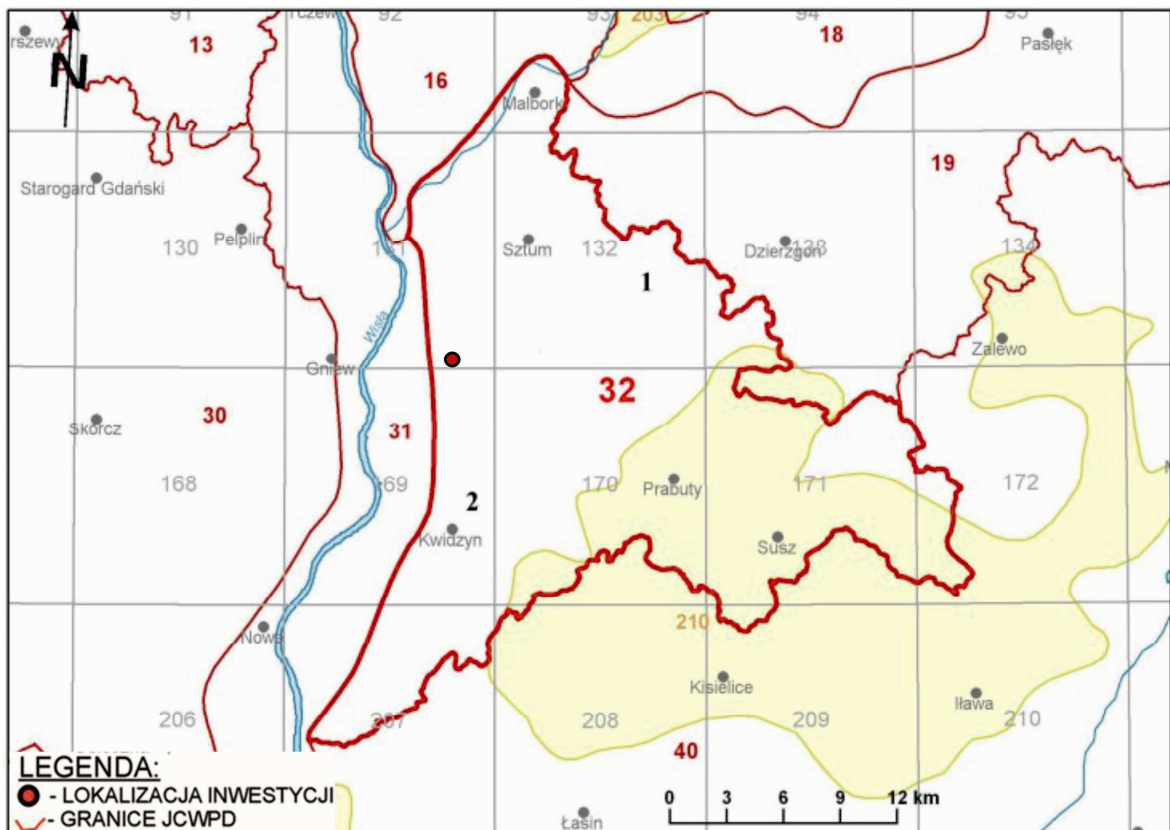 91
92
93
94
95
203
rszewy
13
16
18
Pasłęk
N
Malbork
19
Starogard Gdański
Pelplin
130
Sztum
132
Dzierzgoń
134
1
Wisła
Zalewo
Gniew
32
30
31
Skórcz
168
169
2
170
Prabuty
171
172
Kwidzyn
Susz
210
Nowe
Kisielice
Iława
206
207
208
209
210
40
LEGENDA:
- LOKALIZACJA INWESTYCJI
- GRANICE JCWPD
0 3 6 9 12 km
Łasin